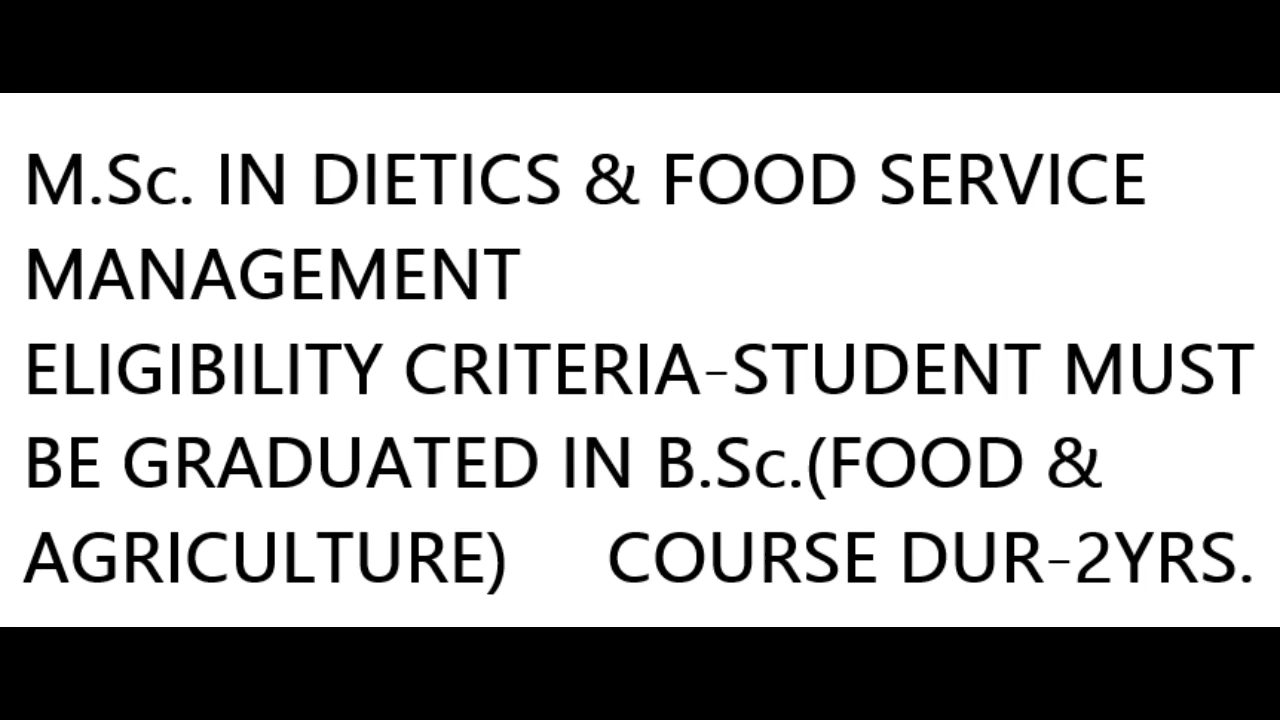 M.Sc. IN DIETICS & FOOD SERVICE
MANAGEMENT
ELIGIBILITY CRITERIA-STUDENT MUST
BE GRADUATED IN B.Sc.(FOOD &
AGRICULTURE) COURSE DUR-2YRS.